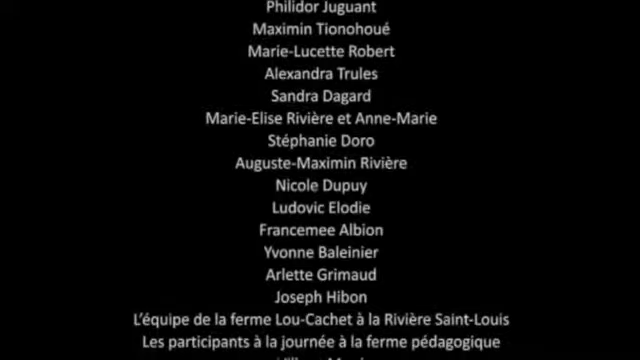 Philidor Juguant
Maximin Tionohoué
Marie-Lucette Robert
Alexandra Trules
Sandra Dagard
Marie-Elise Rivière et Anne-Marie
Stéphanie Doro
Auguste-Maximin Rivière
Nicole Dupuy
Ludovic Elodie
Francemee Albion
Yvonne Baleinier
Arlette Grimaud
Joseph Hibon
L'équipe de la ferme Lou-Cachet à la Rivière Saint-Louis
Les participants à la journée à la ferme pédagogique